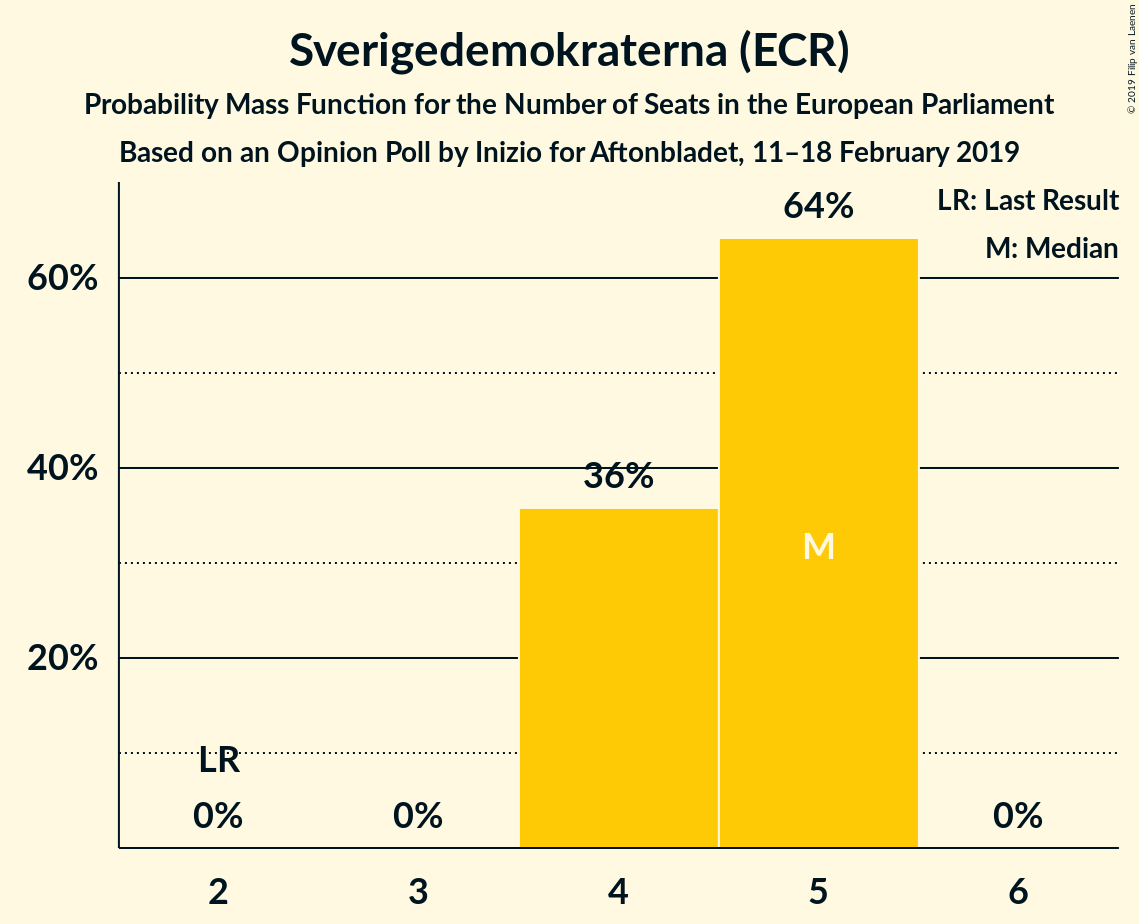 Sverigedemokraterna (ECR)
Probability Mass Function for the Number of Seats in the European Parliament
Based on an Opinion Poll by Inizio for Aftonbladet, 11–18 February 2019
© 2019 Filip van Laenen
LR: Last Result
M: Median
64%
60%
40%
36%
M
20%
LR
0%
0%
0%
2
3
4
5
6